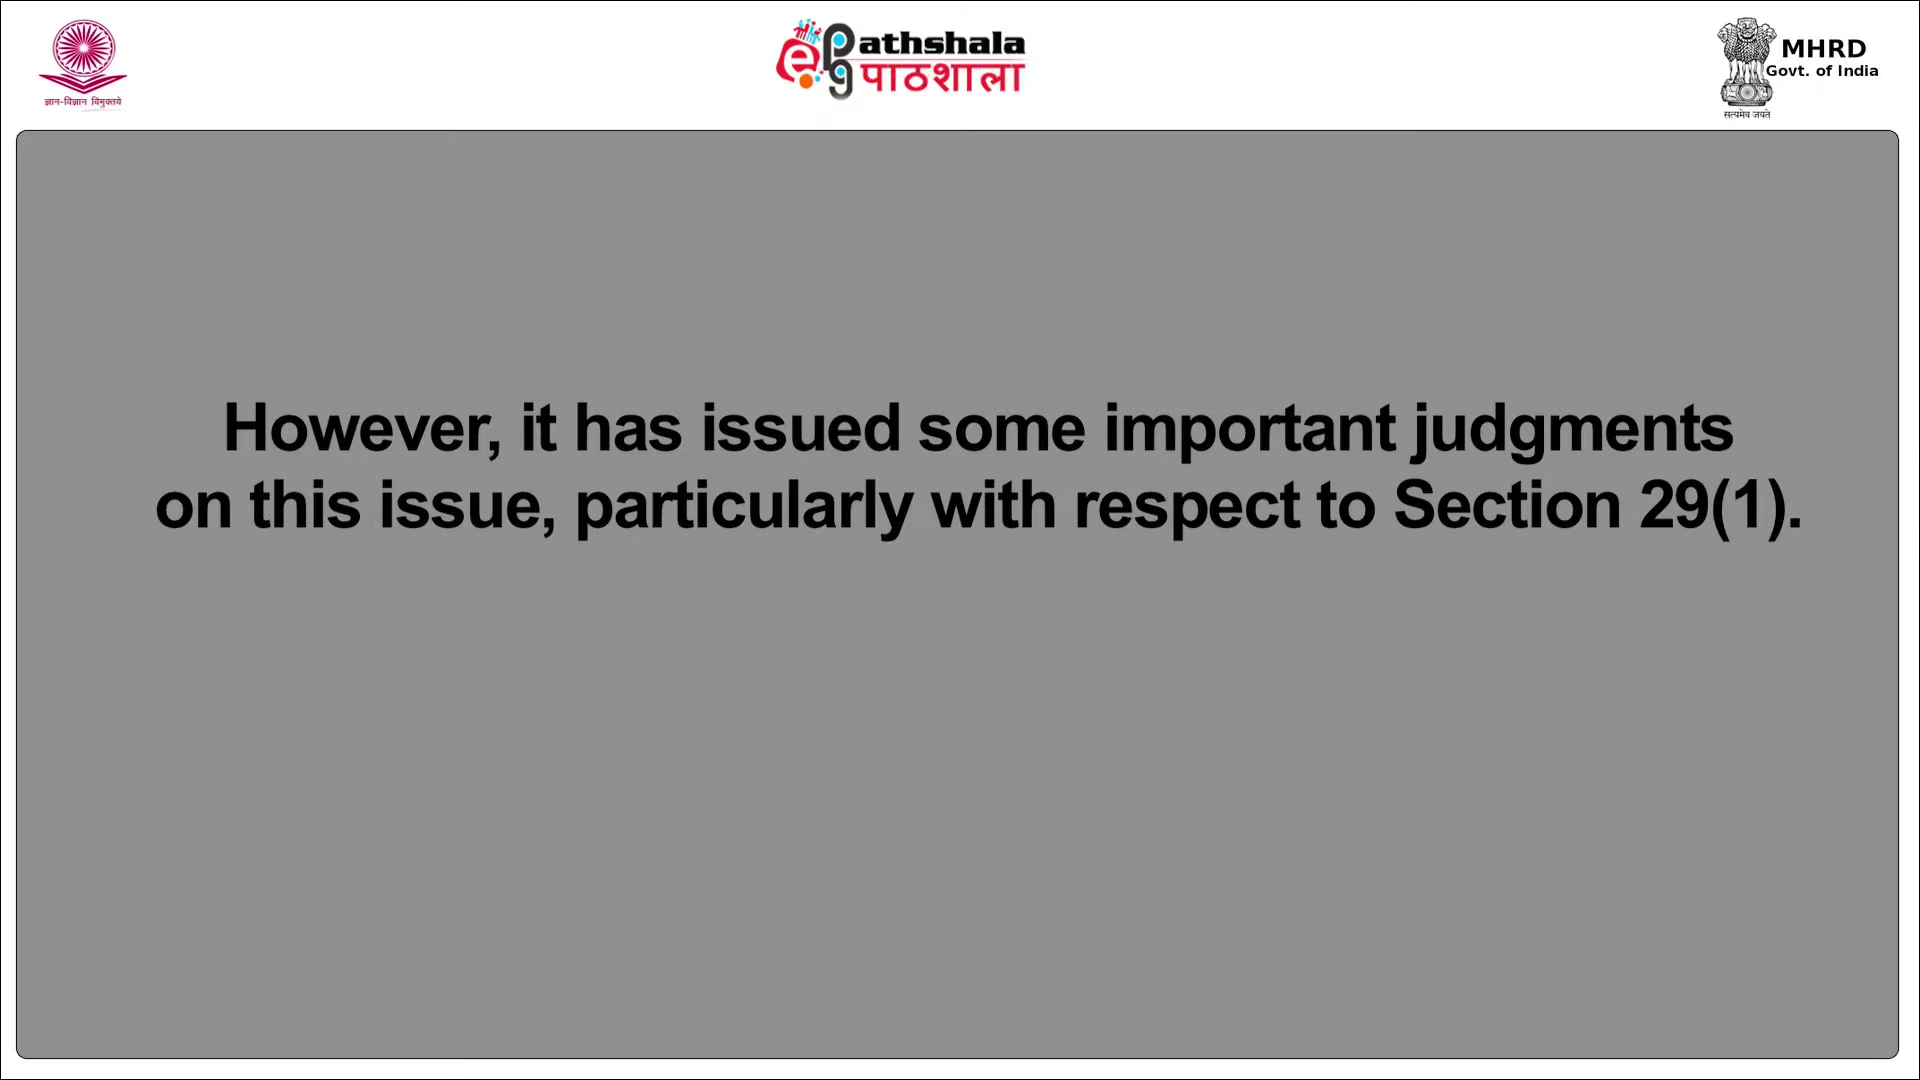 ज्ञान-विज्ञान विमुक्तये
epgathshala
पाठशाला
MHRD
Govt. of India
सत्यमेव जयते
However, it has issued some important judgments
on this issue, particularly with respect to Section 29(1).